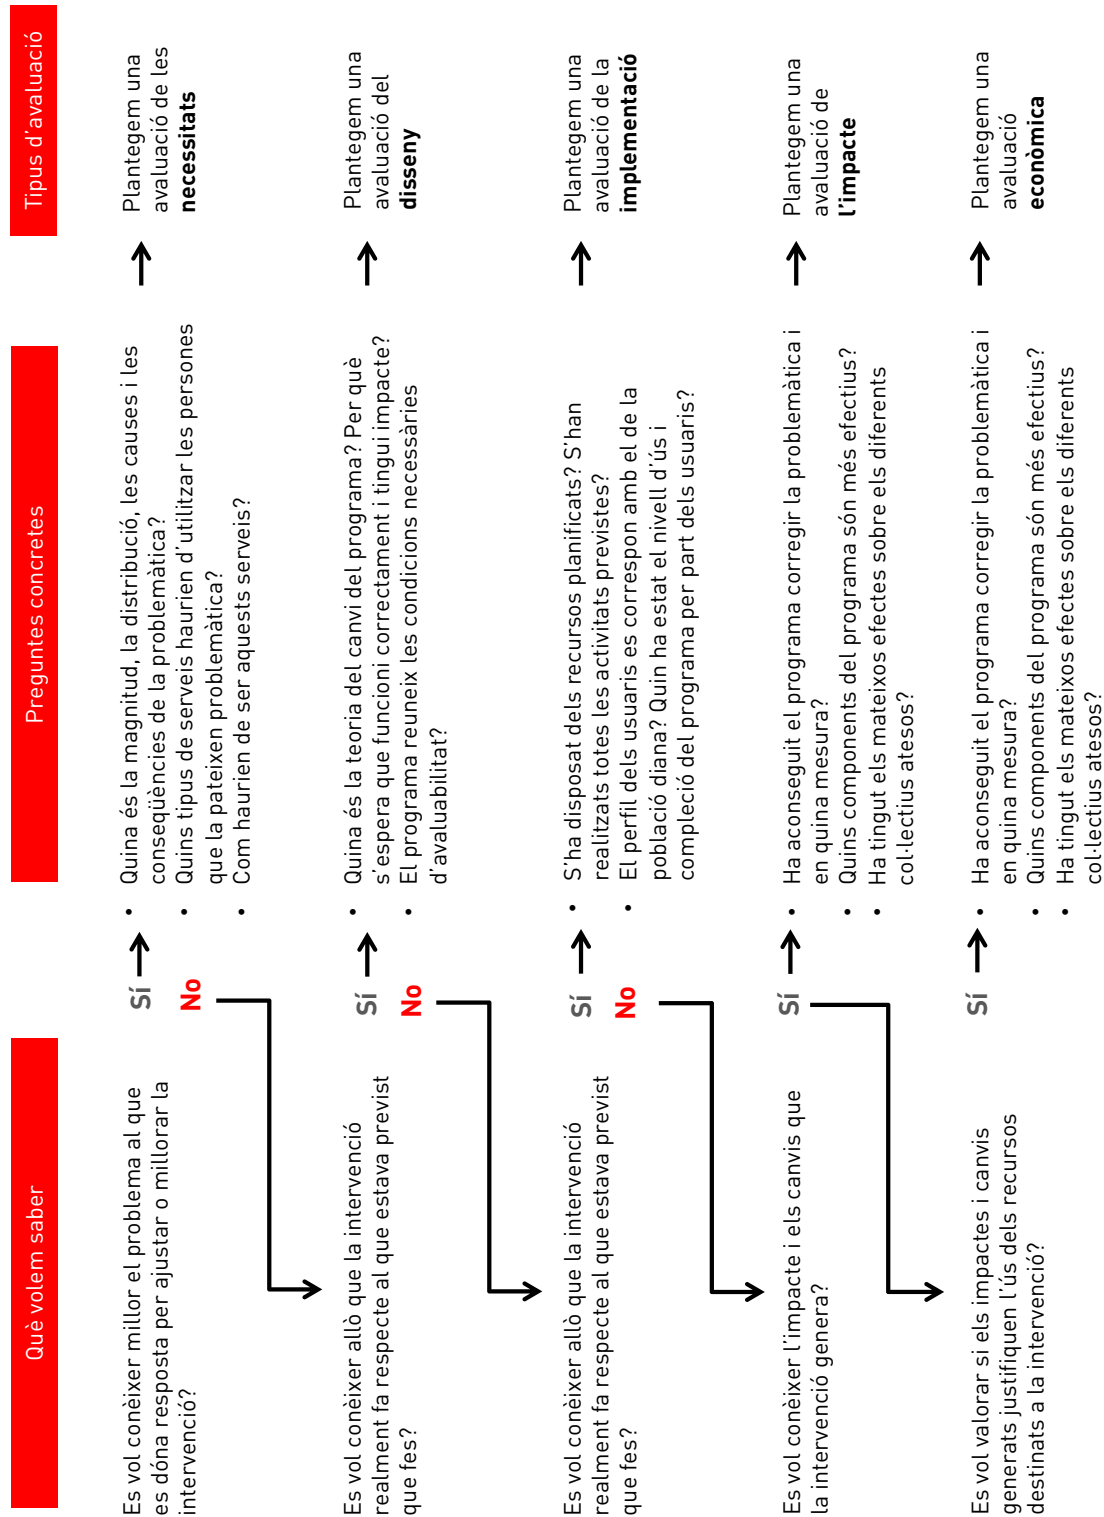 Què volem saber
Preguntes concretes
Tipus d'avaluació
Es vol conèixer millor el problema al que
es dóna resposta per ajustar o millorar la
intervenció?
Sí
No
• Quina és la magnitud, la distribució, les causes i les
conseqüències de la problemàtica?
• Quins tipus de serveis haurien d'utilitzar les persones
que la pateixen problemàtica?
• Com haurien de ser aquests serveis?
Plantegem una
avaluació de les
necessitats
Es vol conèixer allò que la intervenció
realment fa respecte al que estava previst
que fes?
Sí
No
• Quina és la teoria del canvi del programa? Per què
s'espera que funcioni correctament i tingui impacte?
• El programa reuneix les condicions necessàries
d'avaluabilitat?
Plantegem una
avaluació del
disseny
Es vol conèixer allò que la intervenció
realment fa respecte al que estava previst
que fes?
Sí
No
• S'ha disposat dels recursos planificats? S'han
realitzats totes les activitats previstes?
• El perfil dels usuaris es correspon amb el de la
població diana? Quin ha estat el nivell d'ús i
compleció del programa per part dels usuaris?
Plantegem una
avaluació de la
implementació
Es vol conèixer l'impacte i els canvis que
la intervenció genera?
Sí
• Ha aconseguit el programa corregir la problemàtica i
en quina mesura?
• Quins components del programa són més efectius?
• Ha tingut els mateixos efectes sobre els diferents
col·lectius atesos?
Plantegem una
avaluació de
l'impacte
Es vol valorar si els impactes i canvis
generats justifiquen l'ús dels recursos
destinats a la intervenció?
Sí
• Ha aconseguit el programa corregir la problemàtica i
en quina mesura?
• Quins components del programa són més efectius?
• Ha tingut els mateixos efectes sobre els diferents
col·lectius atesos?
Plantegem una
avaluació
econòmica